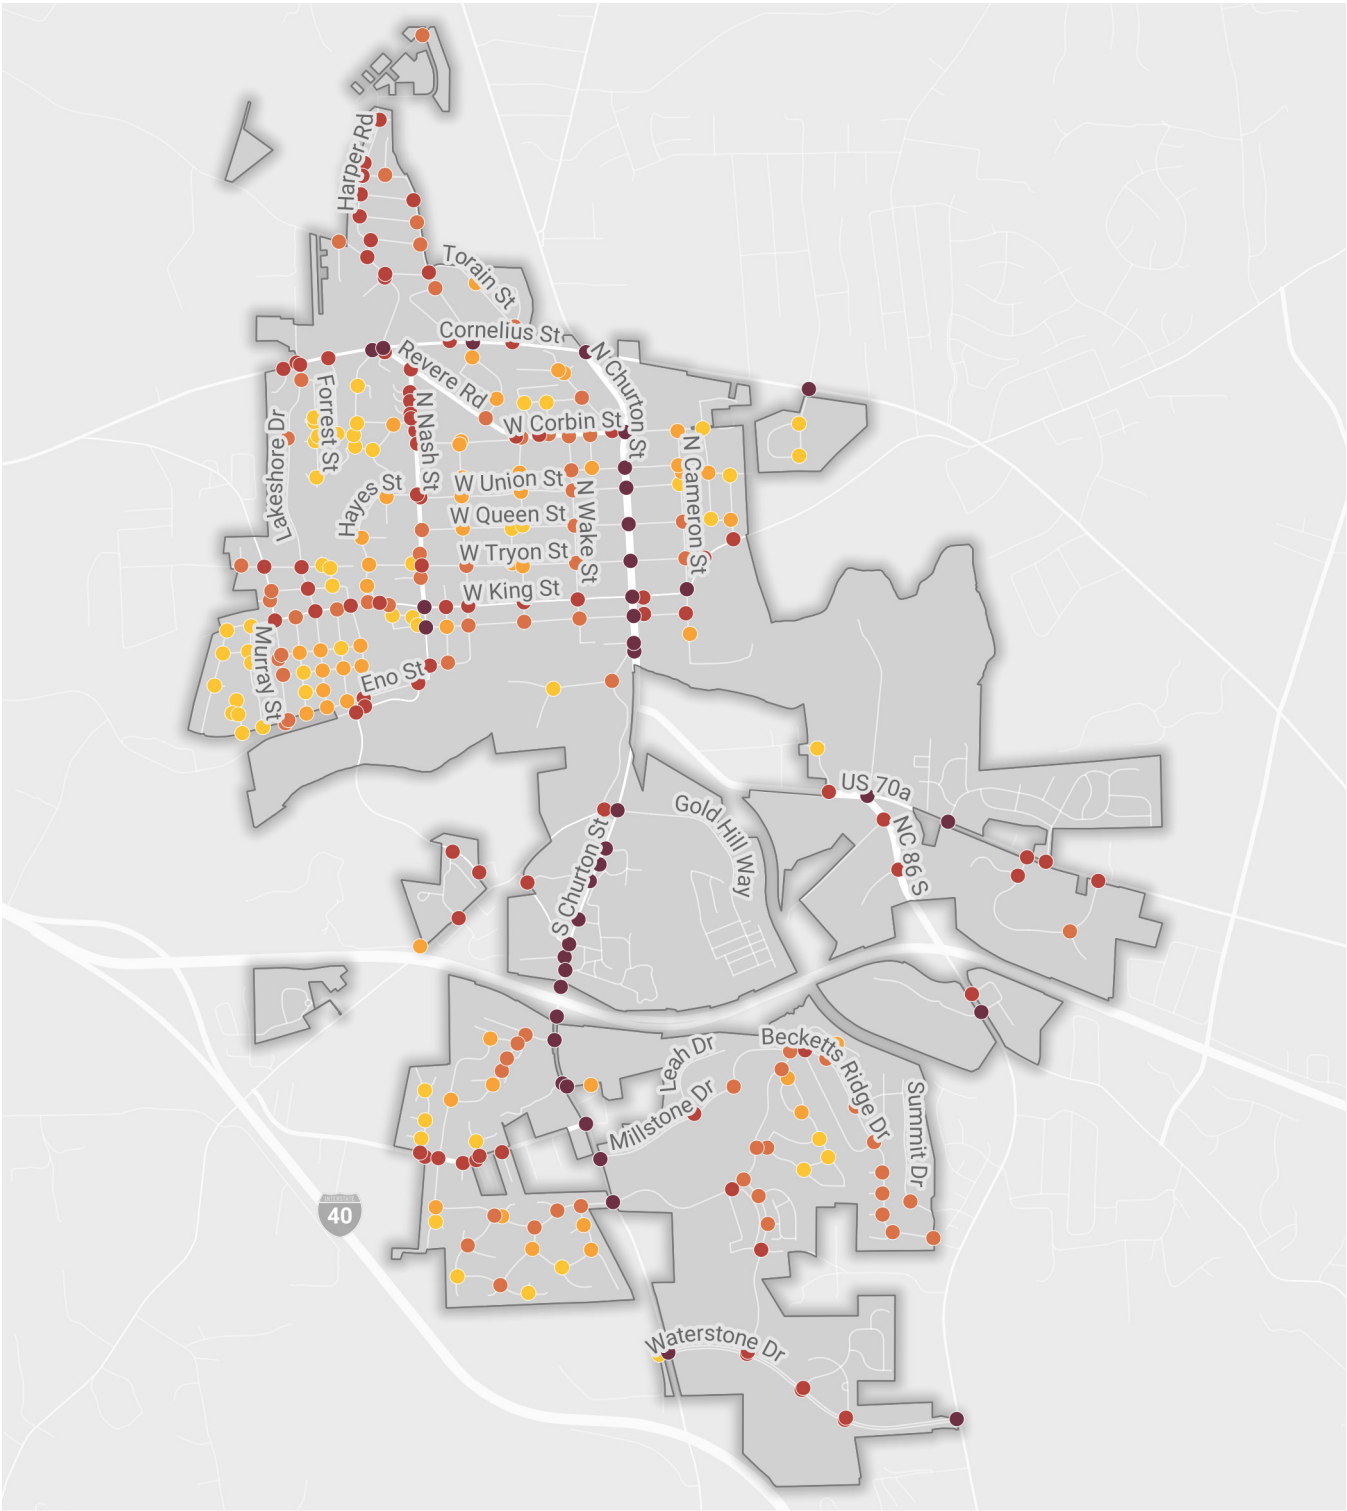 Harper Rd
Torain St
Cornelius St
N Churton St
Revere Rd
Forrest St
N Nash St
W Corbin St
Lakeshore Dr
N Cameron St
Hayes St
W Union St
N Wake St
W Queen St
W Tryon St
W King St
Murray St
Eno St
US 70a
Gold Hill Way
NC 86 S
S Churton St
Becketts Ridge Dr
Leah Dr
Millstone Dr
Summit Dr
INTERSTATE
40
Waterstone Dr